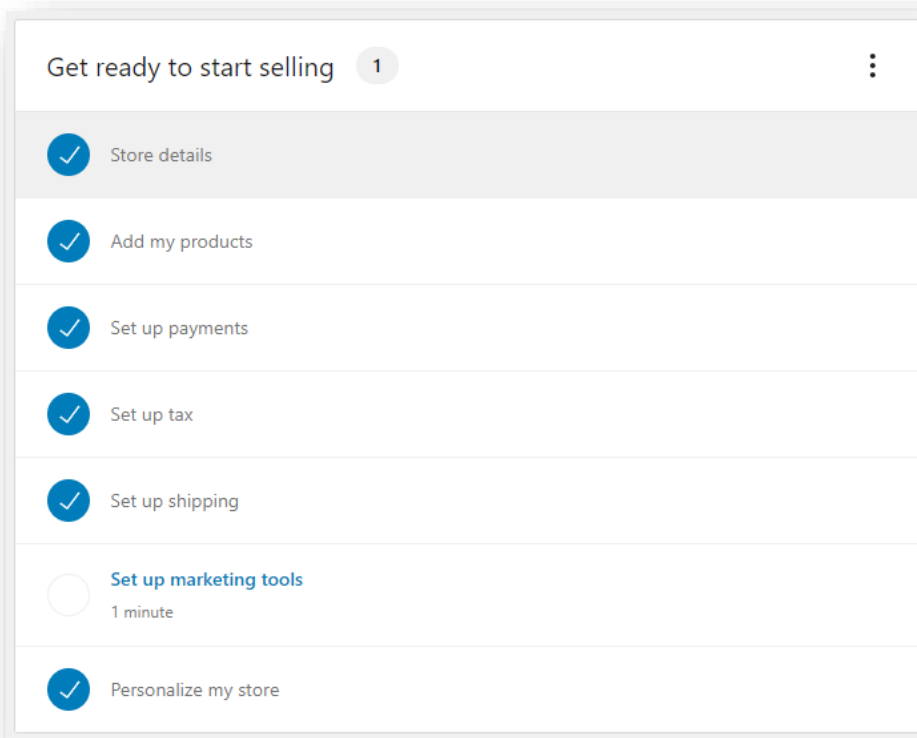 Get ready to start selling 1
Store details
Add my products
Set up payments
Set up tax
Set up shipping
Set up marketing tools
1 minute
Personalize my store